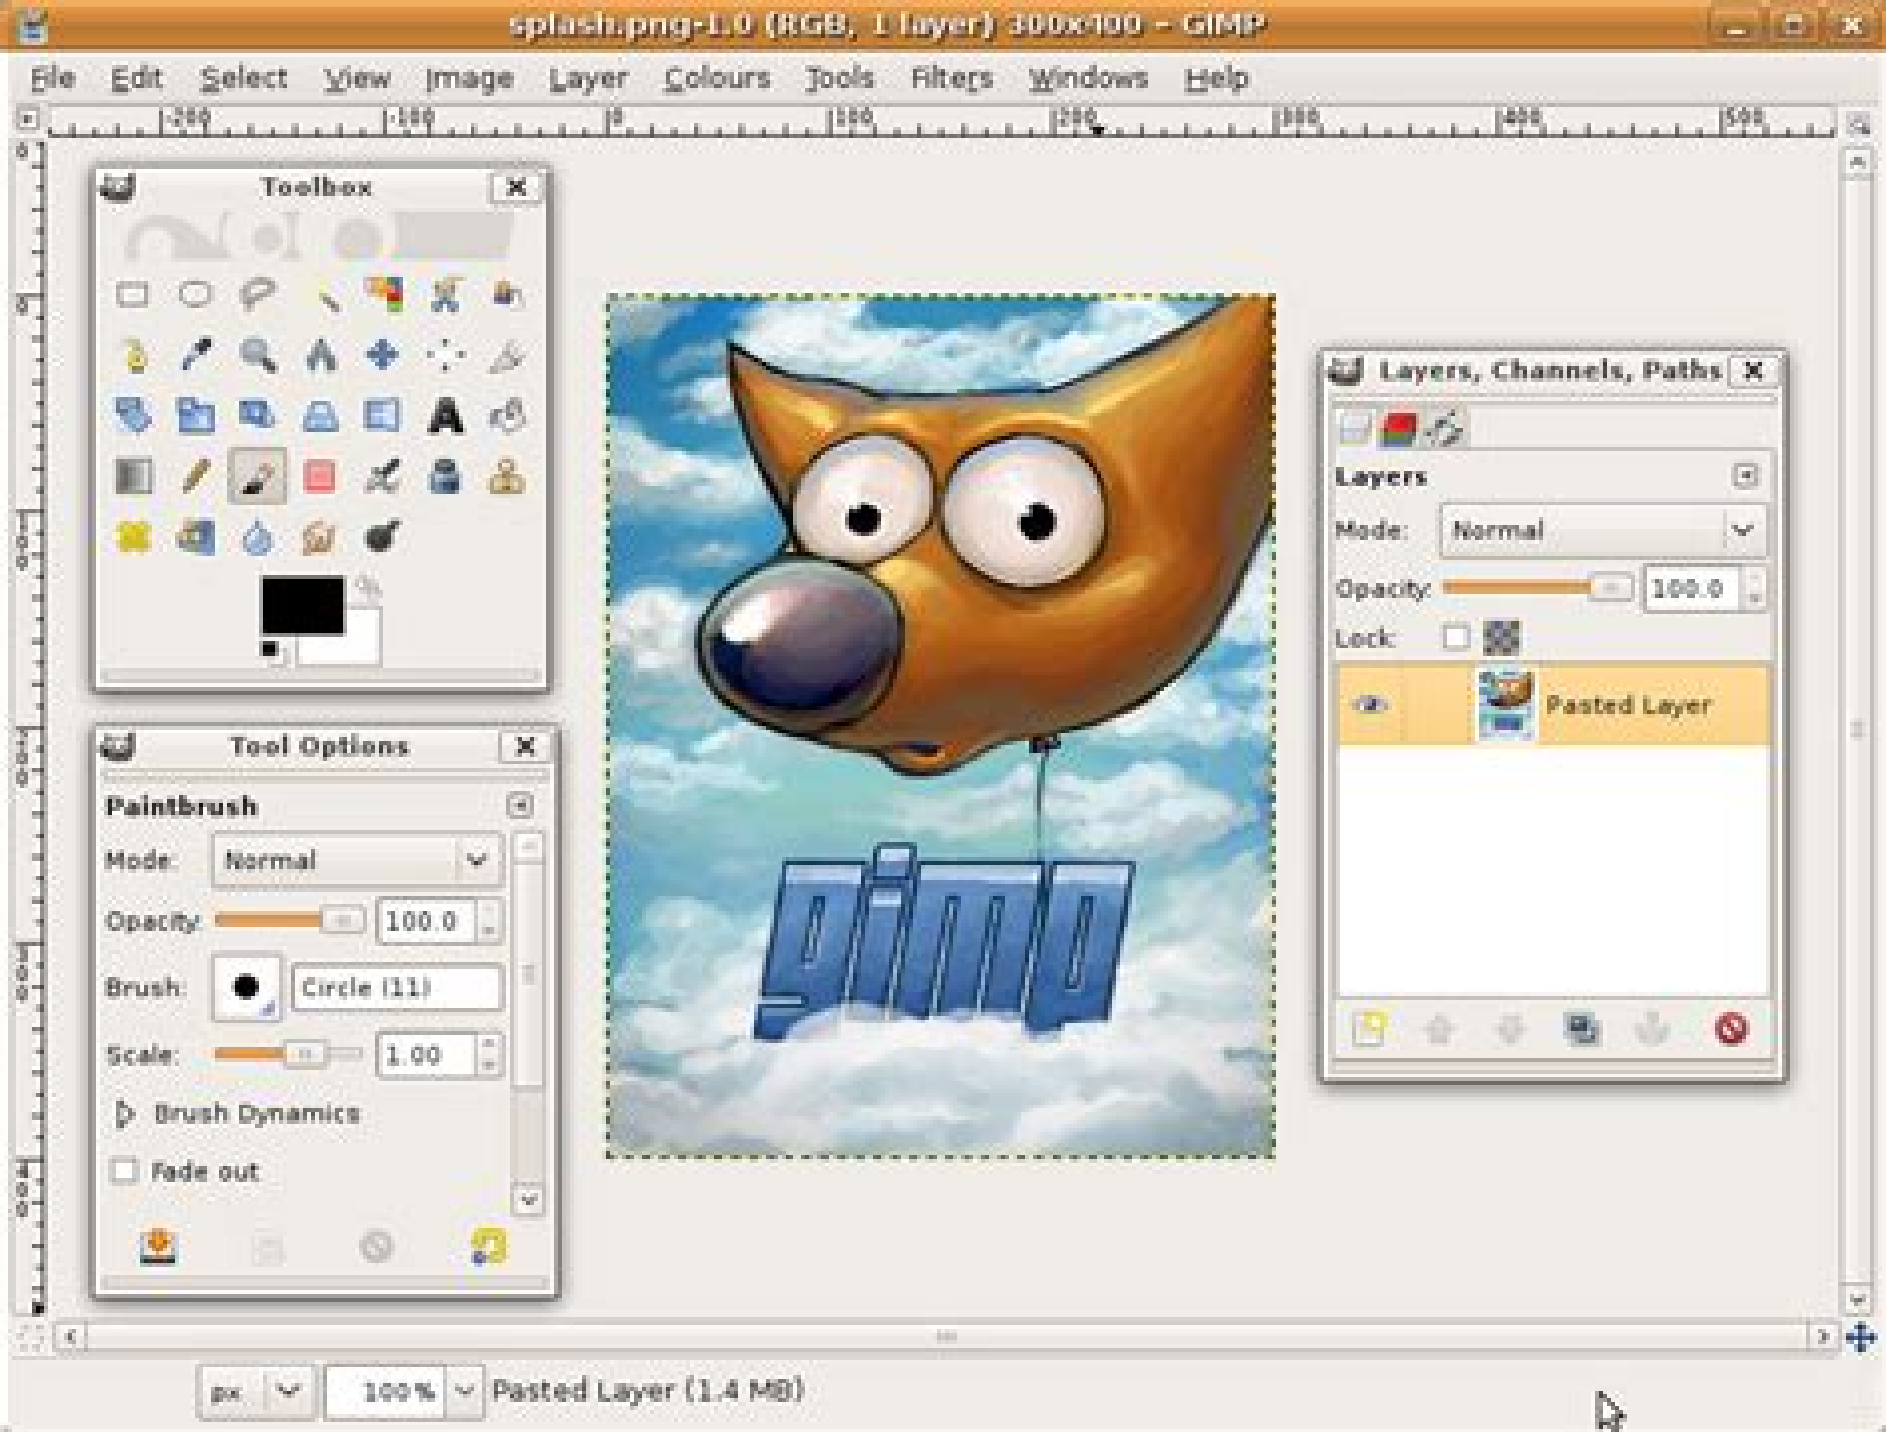 splash.png-1.0 (RGB, 1 layer) 300x400 – GIMP
File Edit Select View Image Layer Colours Tools Filters Windows Help
-200 -100 0 100 200 300 400 500
Toolbox
Layers, Channels, Paths
Layers
Mode: Normal
Opacity: 100.0
Lock:
Pasted Layer
Tool Options
Paintbrush
Mode: Normal
Opacity: 100.0
Brush: Circle (11)
Scale: 1.00
Brush Dynamics
Fade out
gimp
px 100% Pasted Layer (1.4 MB)